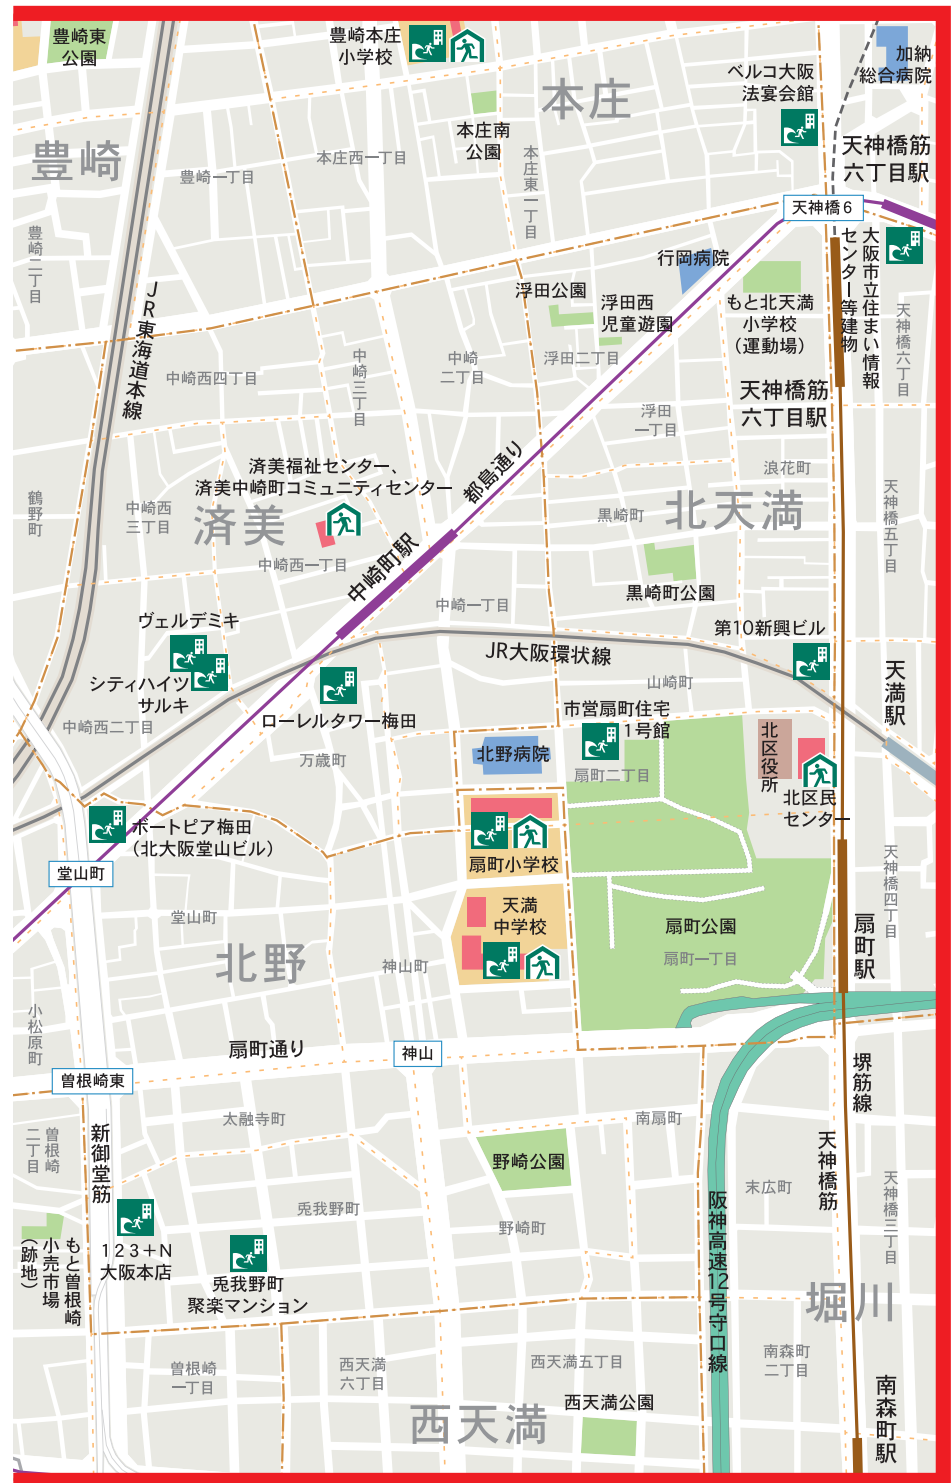 豊崎東
公園
豊崎本庄
小学校
加納
総合病院
ベルコ大阪
法宴会館
本庄
本庄南
公園
天神橋筋
六丁目駅
豊崎
本庄西一丁目
豊崎一丁目
本庄東一丁目
天神橋6
豊崎二丁目
行岡病院
大阪市立住まい情報
センター等建物
浮田公園
浮田西
児童遊園
もと北天満
小学校
(運動場)
天神橋六丁目
JR東海道本線
中崎西四丁目
中崎三丁目
中崎
二丁目
浮田二丁目
天神橋筋
六丁目駅
浮田
一丁目
都島通り
済美福祉センター、
済美中崎町コミュニティセンター
浪花町
鶴野町
中崎西
三丁目
済美
黒崎町
北天満
天神橋五丁目
中崎西一丁目
中崎町駅
黒崎町公園
中崎一丁目
ヴェルデミキ
第10新興ビル
JR大阪環状線
シティハイツ
サルキ
山崎町
天満駅
中崎西二丁目
ローレルタワー梅田
市営扇町住宅
1号館
北区役所
万歳町
北野病院
扇町二丁目
北区民
センター
ボートピア梅田
(北大阪堂山ビル)
扇町小学校
堂山町
天神橋四丁目
堂山町
天満
中学校
扇町公園
扇町駅
北野
神山町
扇町一丁目
小松原町
扇町通り
神山
曽根崎東
堺筋線
太融寺町
南扇町
新御堂筋
曽根崎
二丁目
天神橋筋
野崎公園
末広町
天神橋三丁目
阪神高速12号守口線
兎我野町
野崎町
もと曽根崎
小売市場
(跡地)
123+N
大阪本店
兎我野町
聚楽マンション
堀川
南森町
二丁目
曽根崎
一丁目
西天満
六丁目
西天満五丁目
西天満公園
南森町駅
西天満